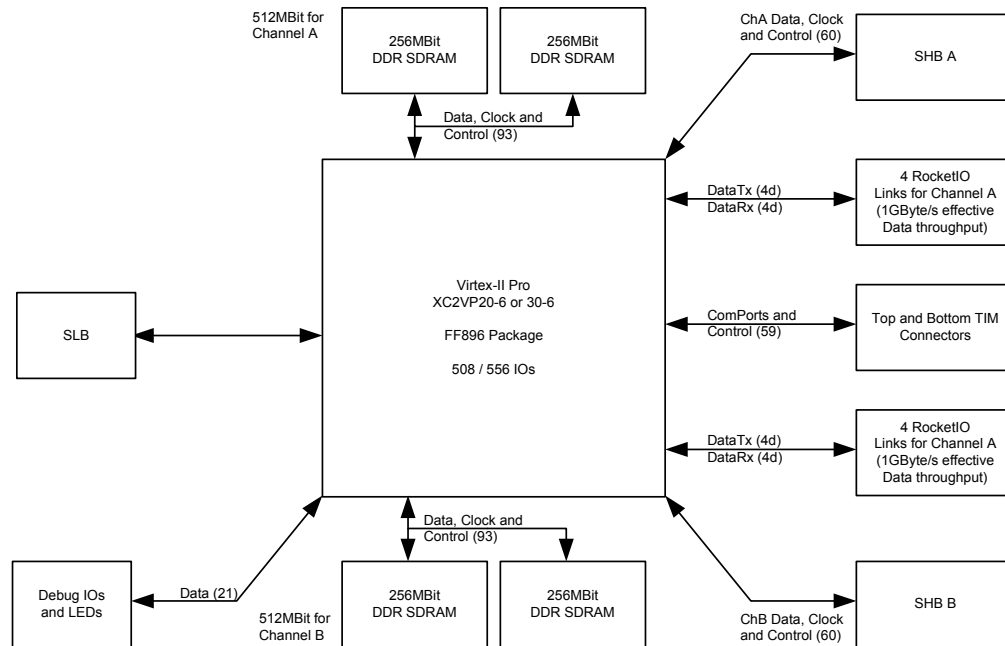 512MBit for
Channel A
256MBit
DDR SDRAM
256MBit
DDR SDRAM
Data, Clock and
Control (93)
ChA Data, Clock
and Control (60)
SHB A
DataTx (4d)
DataRx (4d)
4 RocketIO
Links for Channel A
(1GByte/s effective
Data throughput)
Virtex-II Pro
XC2VP20-6 or 30-6
FF896 Package
508 / 556 IOs
SLB
ComPorts and
Control (59)
Top and Bottom TIM
Connectors
DataTx (4d)
DataRx (4d)
4 RocketIO
Links for Channel A
(1GByte/s effective
Data throughput)
Data, Clock and
Control (93)
Debug IOs
and LEDs
Data (21)
512MBit for
Channel B
256MBit
DDR SDRAM
256MBit
DDR SDRAM
ChB Data, Clock
and Control (60)
SHB B